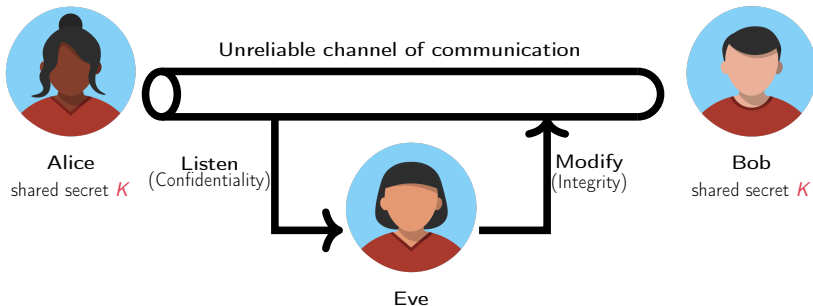 Unreliable channel of communication
Alice
shared secret K
Listen
(Confidentiality)
Modify
(Integrity)
Bob
shared secret K
Eve